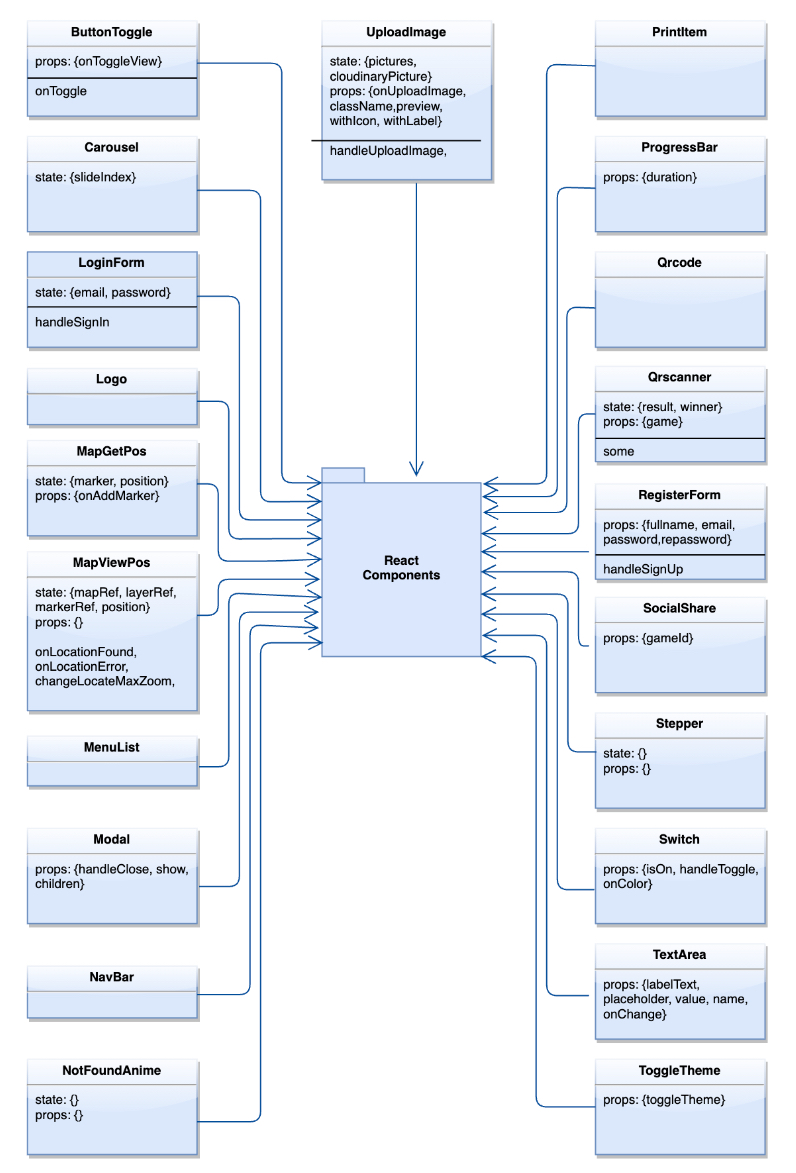 ButtonToggle
props: {onToggleView}
onToggle
Carousel
state: {slideIndex}
LoginForm
state: {email, password}
handleSignIn
Logo
MapGetPos
state: {marker, position}
props: {onAddMarker}
MapViewPos
state: {mapRef, layerRef,
markerRef, position}
props: {}
onLocationFound,
onLocationError,
changeLocateMaxZoom,
MenuList
Modal
props: {handleClose, show,
children}
NavBar
NotFoundAnime
state: {}
props: {}
UploadImage
state: {pictures,
cloudinaryPicture}
props: {onUploadImage,
className,preview,
withIcon, withLabel}
handleUploadImage,
React
Components
PrintItem
ProgressBar
props: {duration}
Qrcode
Qrscanner
state: {result, winner}
props: {game}
some
RegisterForm
props: {fullname, email,
password,repassword}
handleSignUp
SocialShare
props: {gameId}
Stepper
state: {}
props: {}
Switch
props: {isOn, handleToggle,
onColor}
TextArea
props: {labelText,
placeholder, value, name,
onChange}
ToggleTheme
props: {toggleTheme}